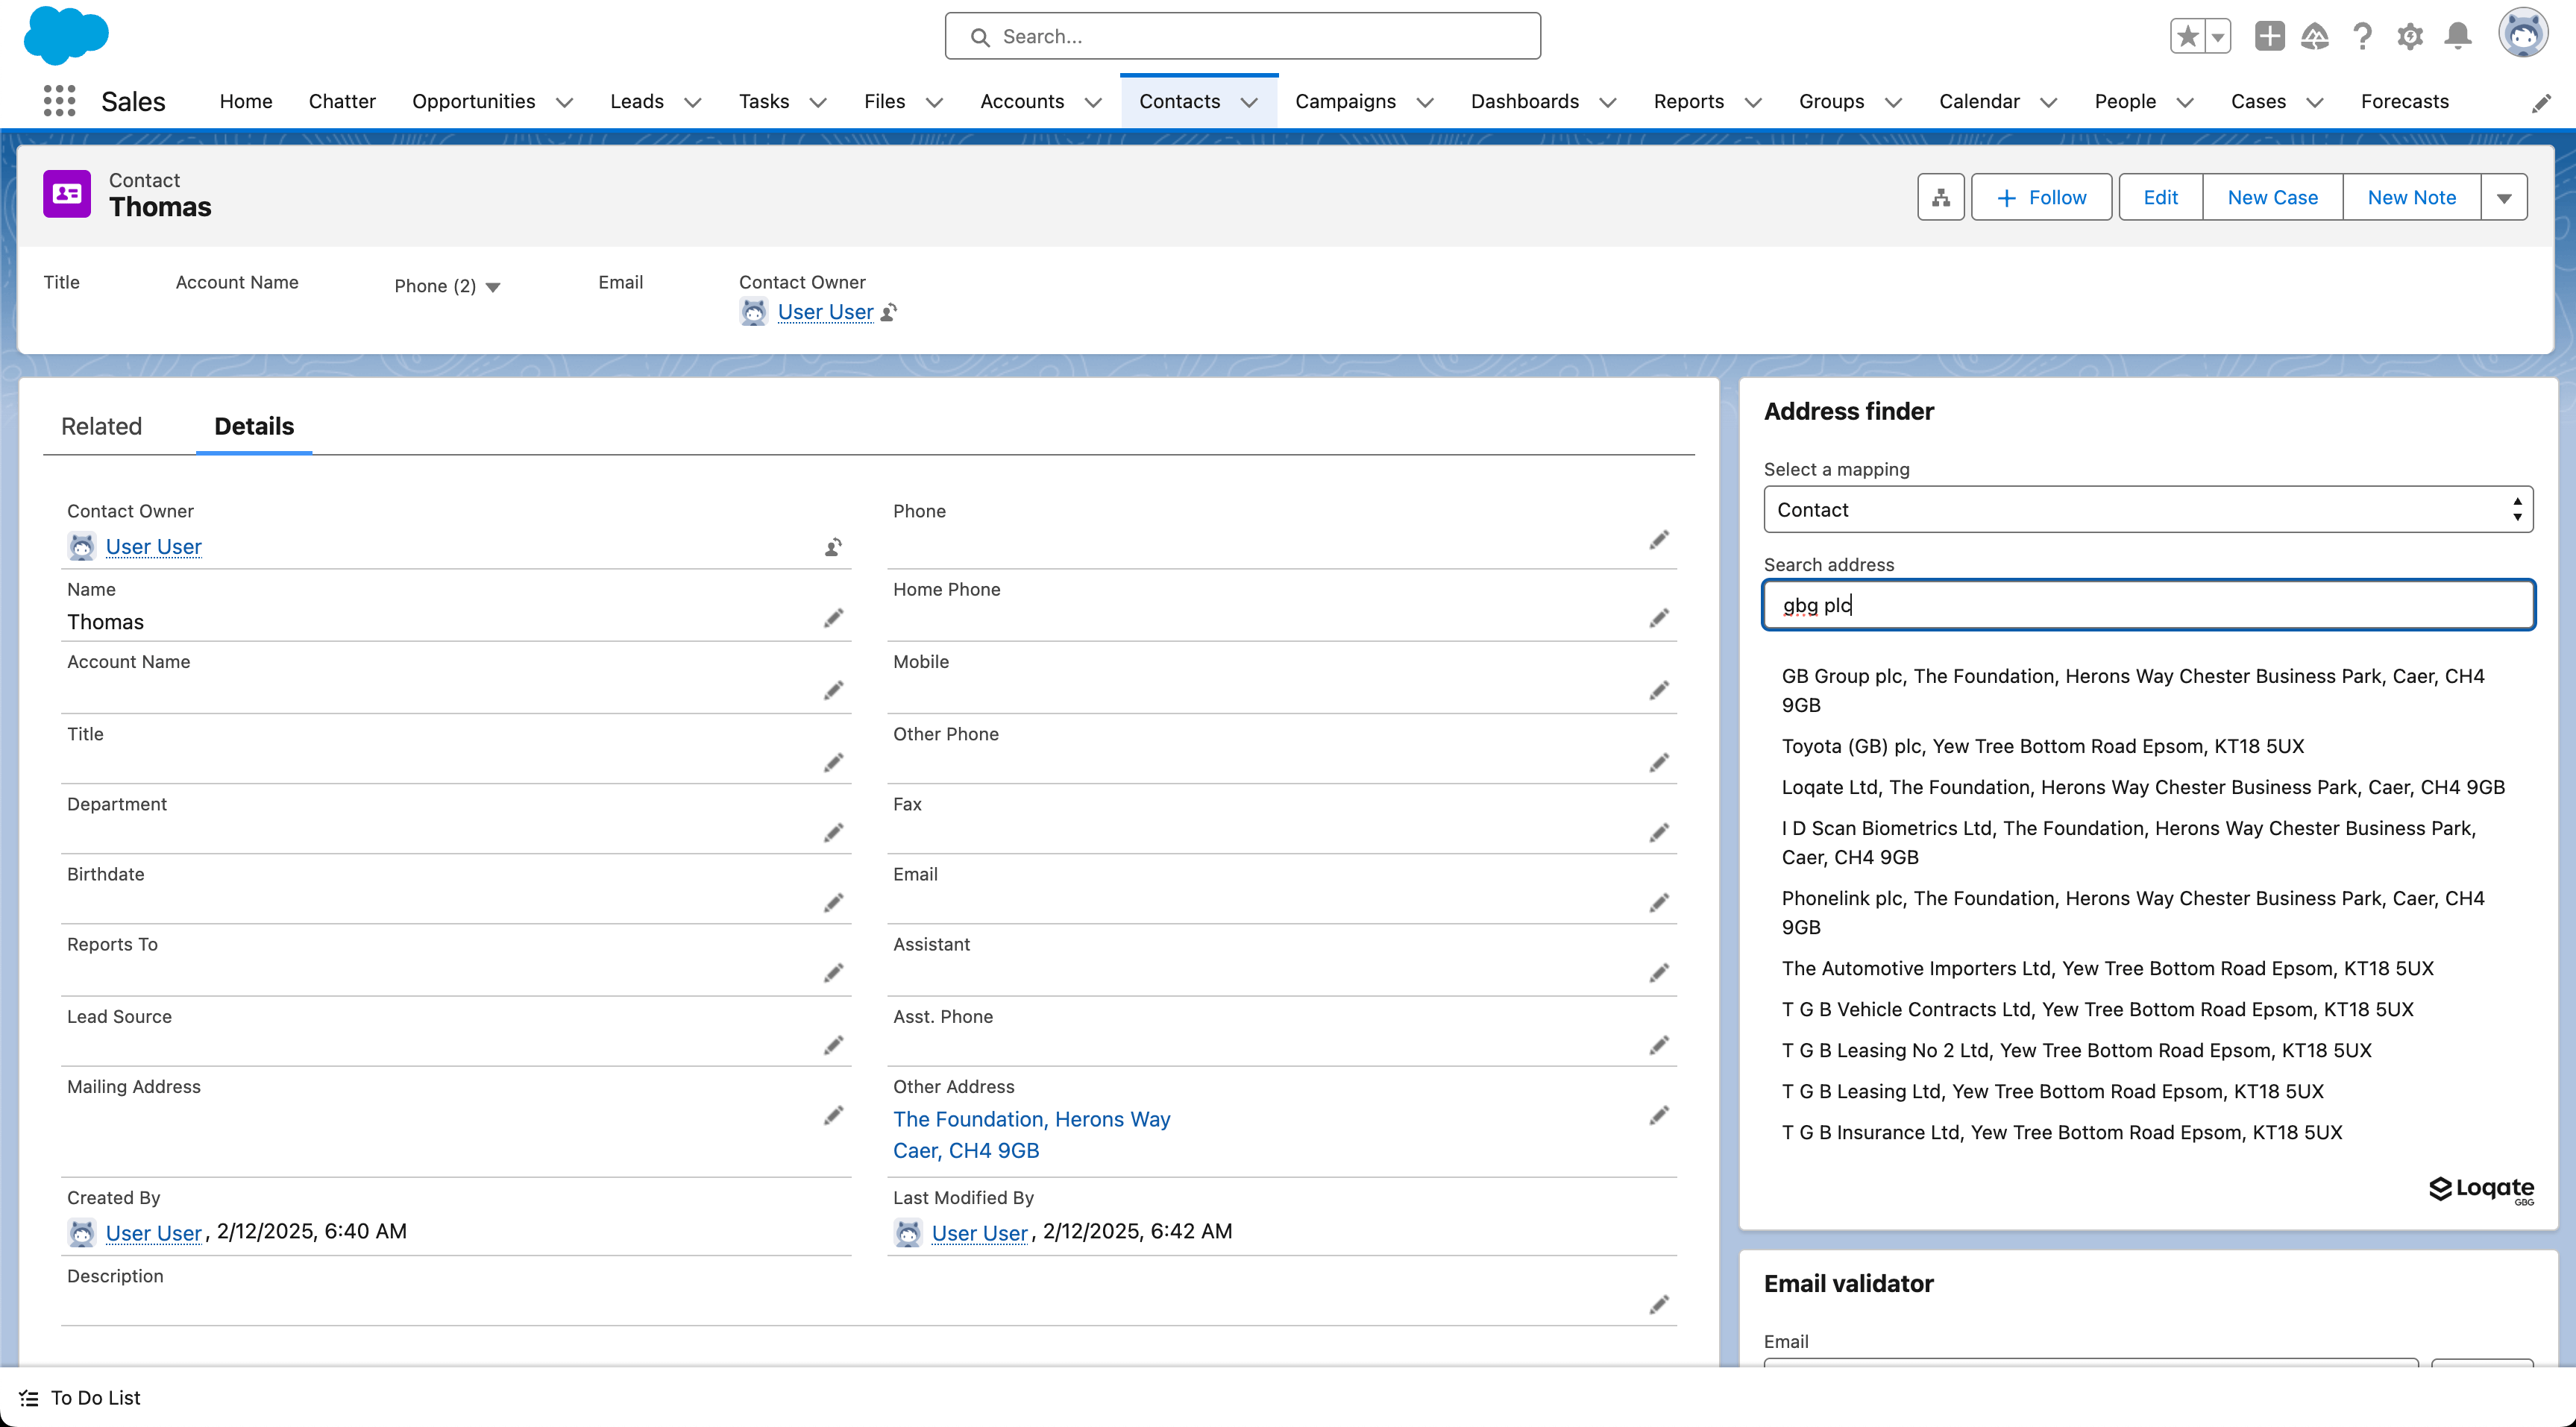 Search...
Sales
Home
Chatter
Opportunities
Leads
Tasks
Files
Accounts
Contacts
Campaigns
Dashboards
Reports
Groups
Calendar
People
Cases
Forecasts
Contact
Thomas
Follow
Edit
New Case
New Note
Title
Account Name
Phone (2)
Email
Contact Owner
User User
Related
Details
Contact Owner
User User
Phone
Name
Thomas
Home Phone
Account Name
Mobile
Title
Other Phone
Department
Fax
Birthdate
Email
Reports To
Assistant
Lead Source
Asst. Phone
Mailing Address
Other Address
The Foundation, Herons Way
Caer, CH4 9GB
Created By
User User, 2/12/2025, 6:40 AM
Last Modified By
User User, 2/12/2025, 6:42 AM
Description
Address finder
Select a mapping
Contact
Search address
gbg plc
GB Group plc, The Foundation, Herons Way Chester Business Park, Caer, CH4
9GB
Toyota (GB) plc, Yew Tree Bottom Road Epsom, KT18 5UX
Loqate Ltd, The Foundation, Herons Way Chester Business Park, Caer, CH4 9GB
I D Scan Biometrics Ltd, The Foundation, Herons Way Chester Business Park,
Caer, CH4 9GB
Phonelink plc, The Foundation, Herons Way Chester Business Park, Caer, CH4
9GB
The Automotive Importers Ltd, Yew Tree Bottom Road Epsom, KT18 5UX
T G B Vehicle Contracts Ltd, Yew Tree Bottom Road Epsom, KT18 5UX
T G B Leasing No 2 Ltd, Yew Tree Bottom Road Epsom, KT18 5UX
T G B Leasing Ltd, Yew Tree Bottom Road Epsom, KT18 5UX
T G B Insurance Ltd, Yew Tree Bottom Road Epsom, KT18 5UX
Loqate
GBG
Email validator
Email
To Do List